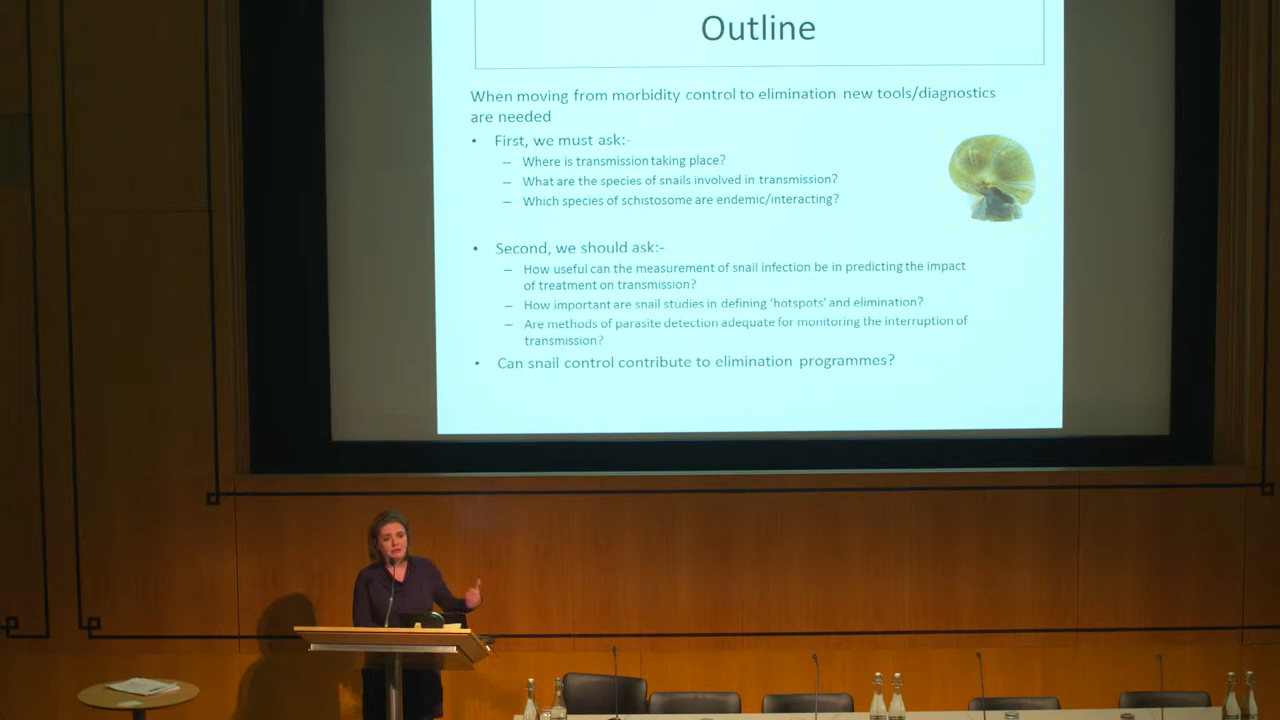 Outline
When moving from morbidity control to elimination new tools/diagnostics
are needed
• First, we must ask:-
– Where is transmission taking place?
– What are the species of snails involved in transmission?
– Which species of schistosome are endemic/interacting?
• Second, we should ask:-
– How useful can the measurement of snail infection be in predicting the impact
of treatment on transmission?
– How important are snail studies in defining ‘hotspots’ and elimination?
– Are methods of parasite detection adequate for monitoring the interruption of
transmission?
• Can snail control contribute to elimination programmes?